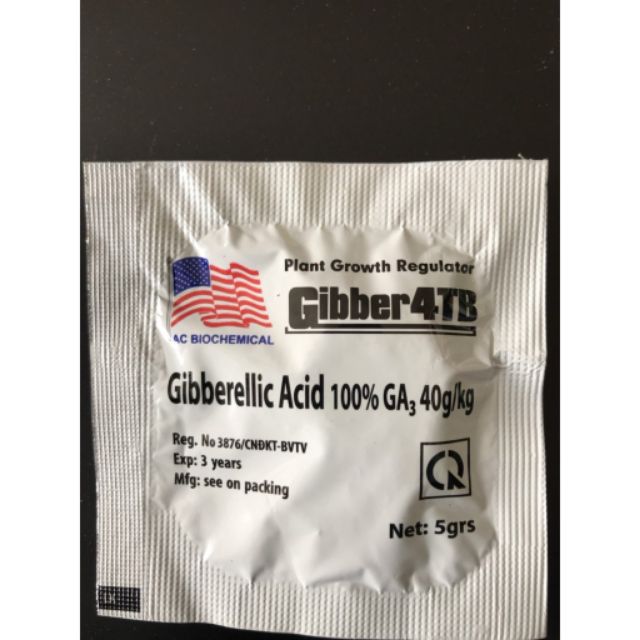 Plant Growth Regulator
Gibber4TB
AC BIOCHEMICAL
Gibberellic Acid 100% GA₃ 40g/kg
Reg. No 3876/CNĐKT-BVTV
Exp: 3 years
Mfg: see on packing
Net: 5grs